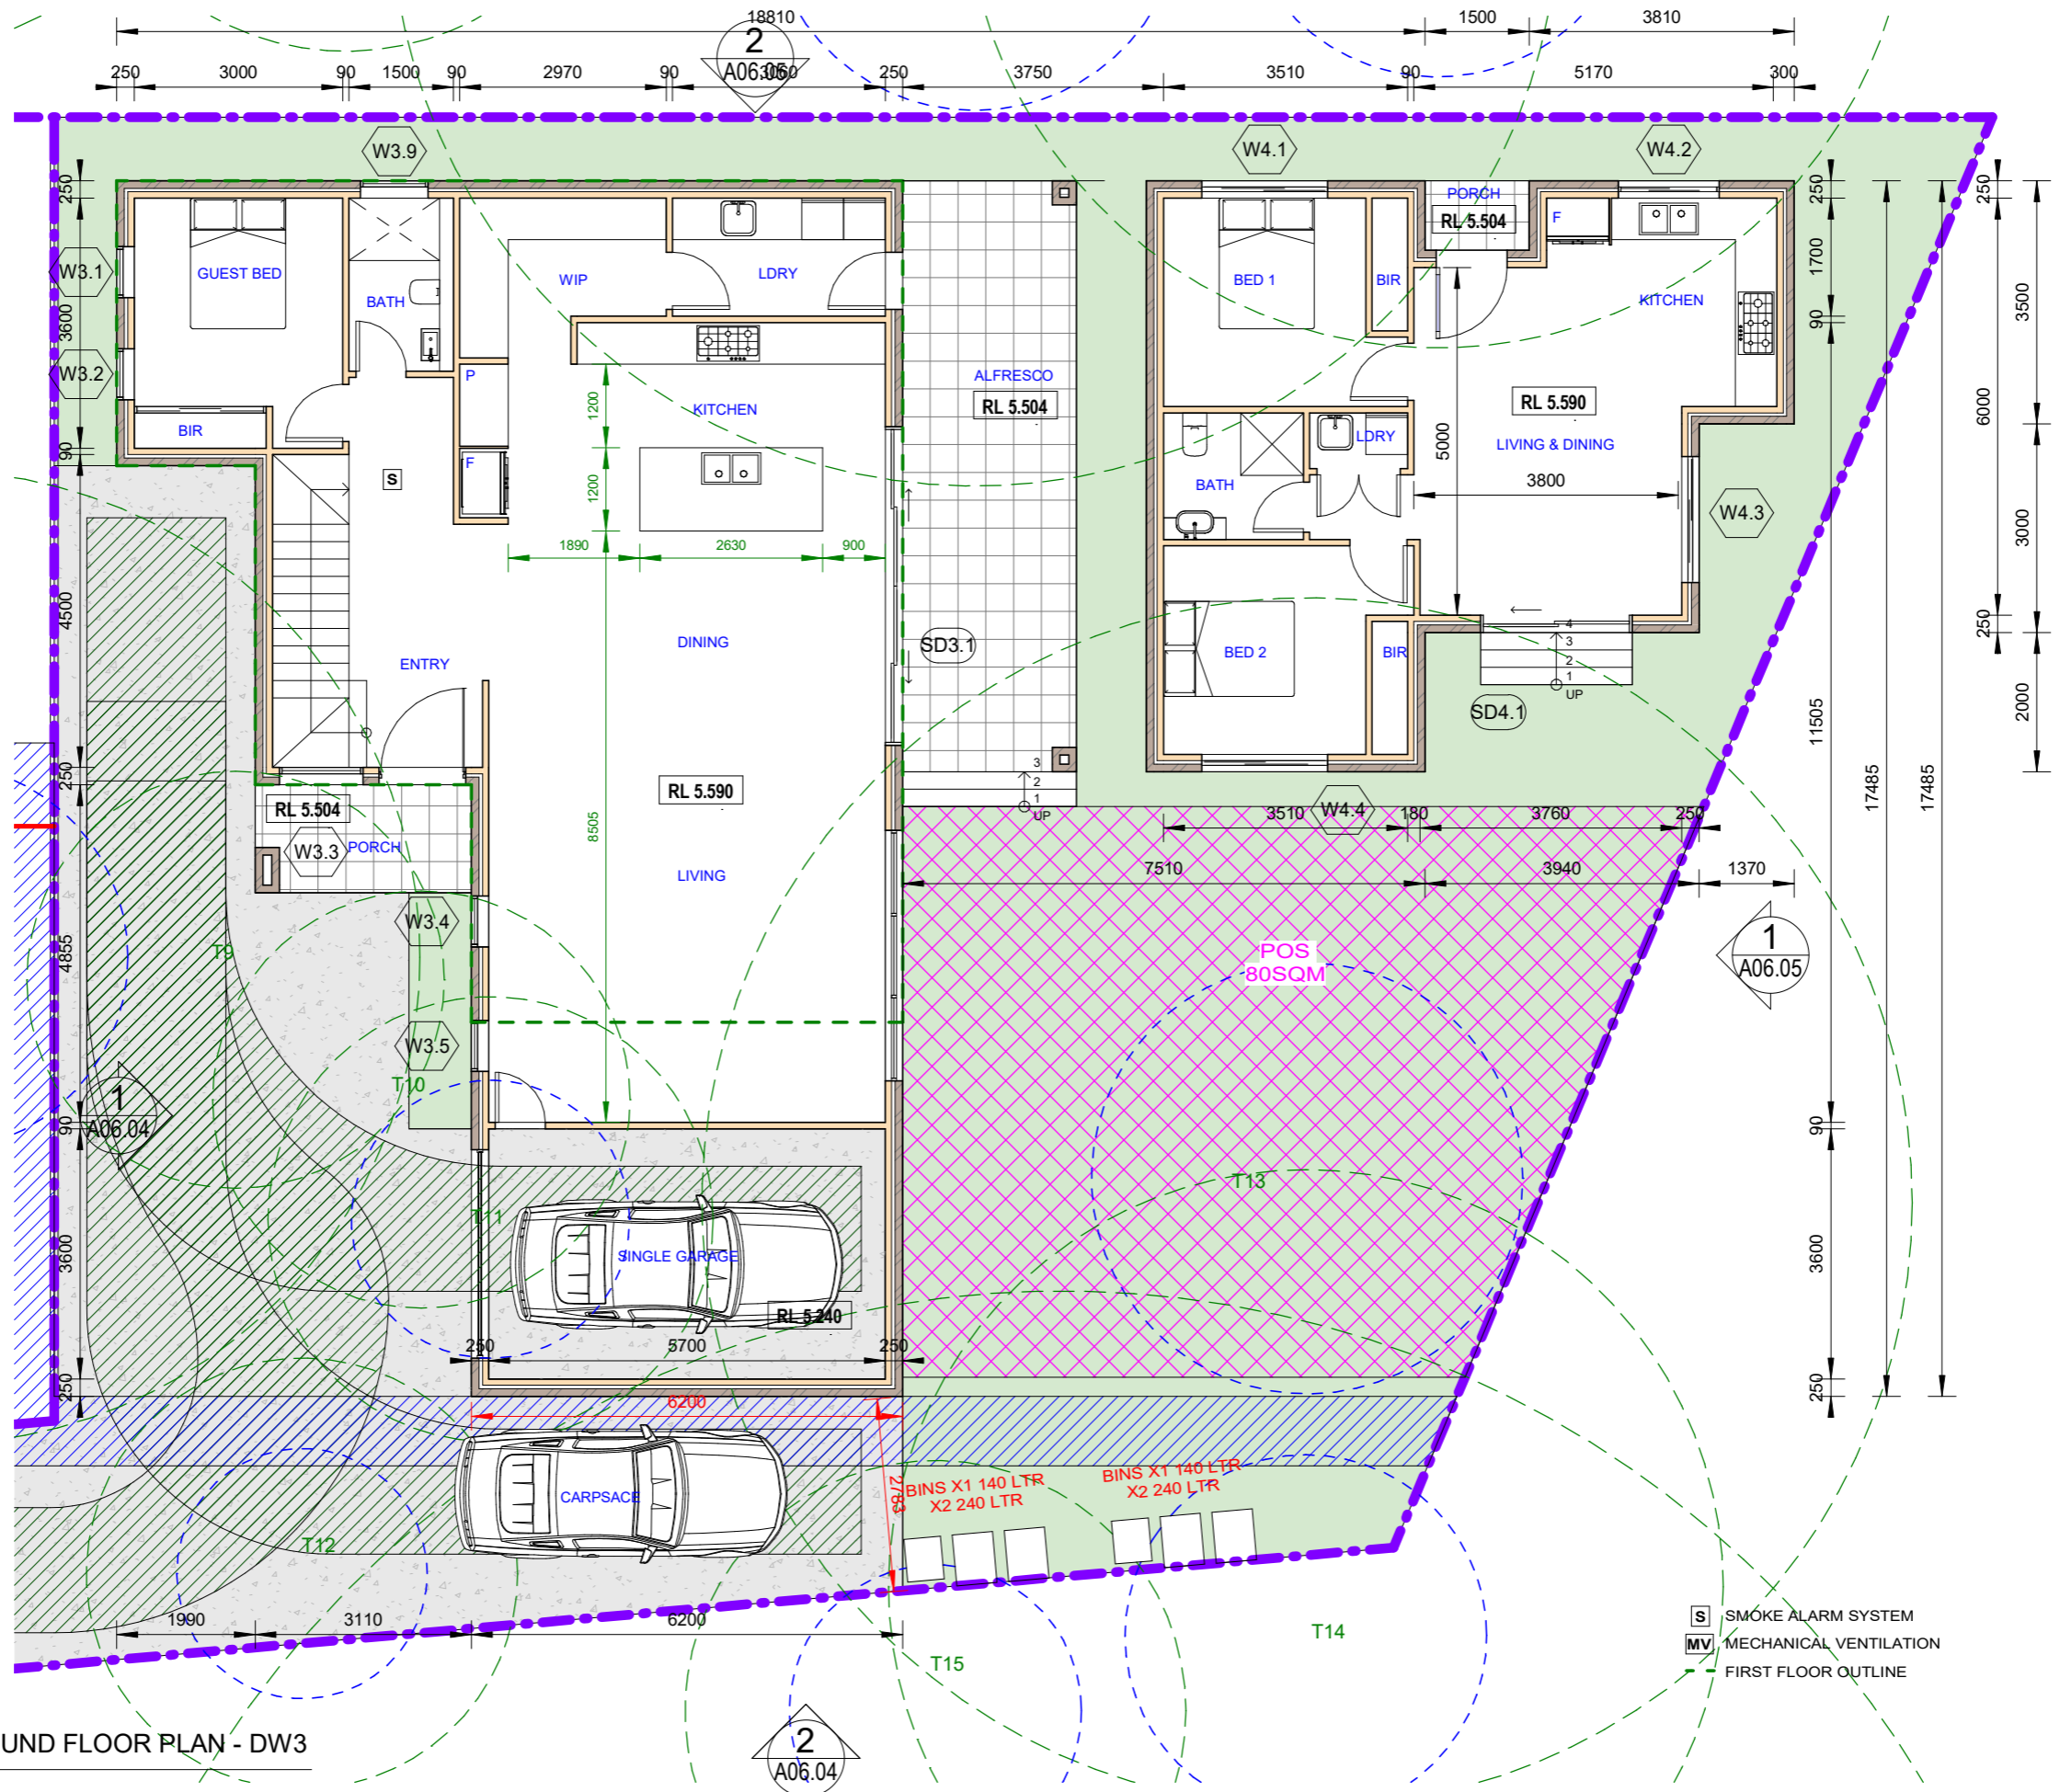 18810
1500
3810
2
A06.05
250
3000
90
1500
90
2970
90
3060
250
3750
3510
90
5170
300
W3.9
W4.1
W4.2
250
PORCH
RL 5.504
F
250
250
W3.1
GUEST BED
BATH
WIP
LDRY
BED 1
BIR
KITCHEN
1700
3500
3600
90
W3.2
P
KITCHEN
1200
ALFRESCO
RL 5.504
RL 5.590
BIR
LDRY
LIVING & DINING
5000
6000
90
F
S
1200
BATH
3800
W4.3
3000
1890
2630
900
4500
DINING
SD3.1
ENTRY
BED 2
BIR
4
3
2
1
UP
250
SD4.1
2000
11505
17485
17485
250
RL 5.504
RL 5.590
3
2
1
UP
W3.3
PORCH
8505
3510
W4.4
180
3760
250
LIVING
7510
3940
1370
W3.4
T9
4855
POS
80SQM
1
A06.05
W3.5
T10
1
A06.04
90
90
T11
T13
SINGLE GARAGE
3600
3600
RL 5.240
250
5700
250
250
250
6200
2783
CARPSACE
BINS X1 140 LTR
X2 240 LTR
BINS X1 140 LTR
X2 240 LTR
T12
1990
3110
6200
T14
T15
S SMOKE ALARM SYSTEM
MV MECHANICAL VENTILATION
FIRST FLOOR OUTLINE
UND FLOOR PLAN - DW3
2
A06.04